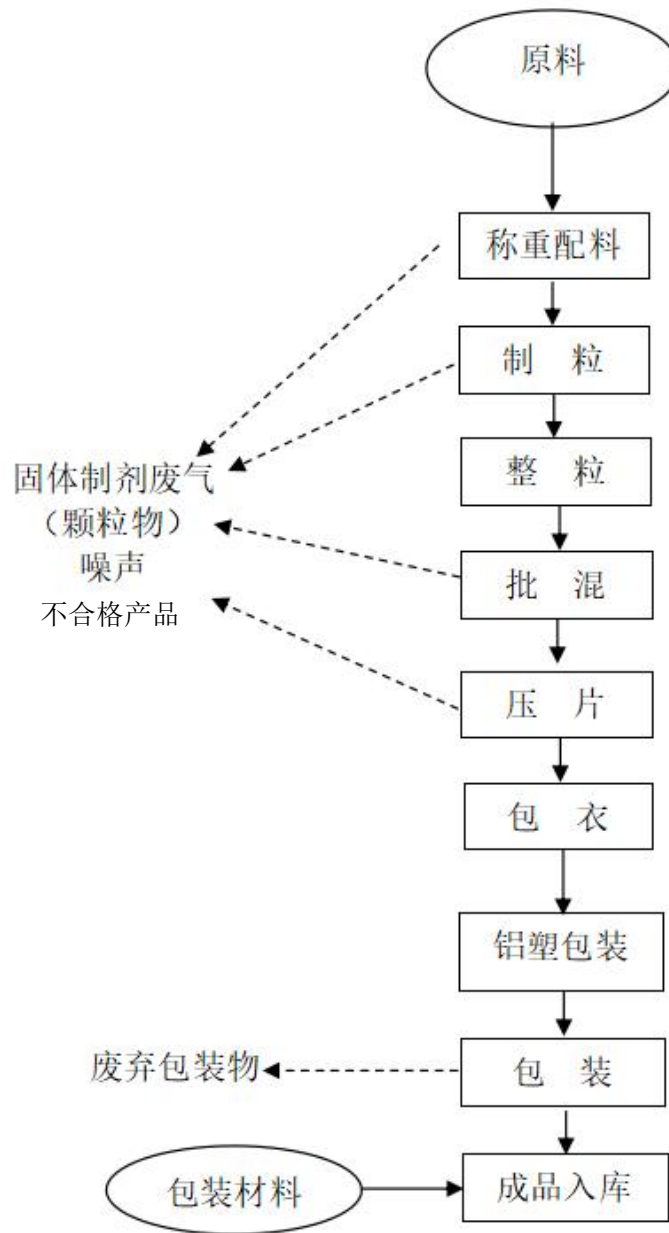 原料
称重配料
制 粒
整 粒
固体制剂废气
（颗粒物）
噪声
不合格产品
批 混
压 片
包 衣
铝塑包装
废弃包装物
包 装
包装材料
成品入库